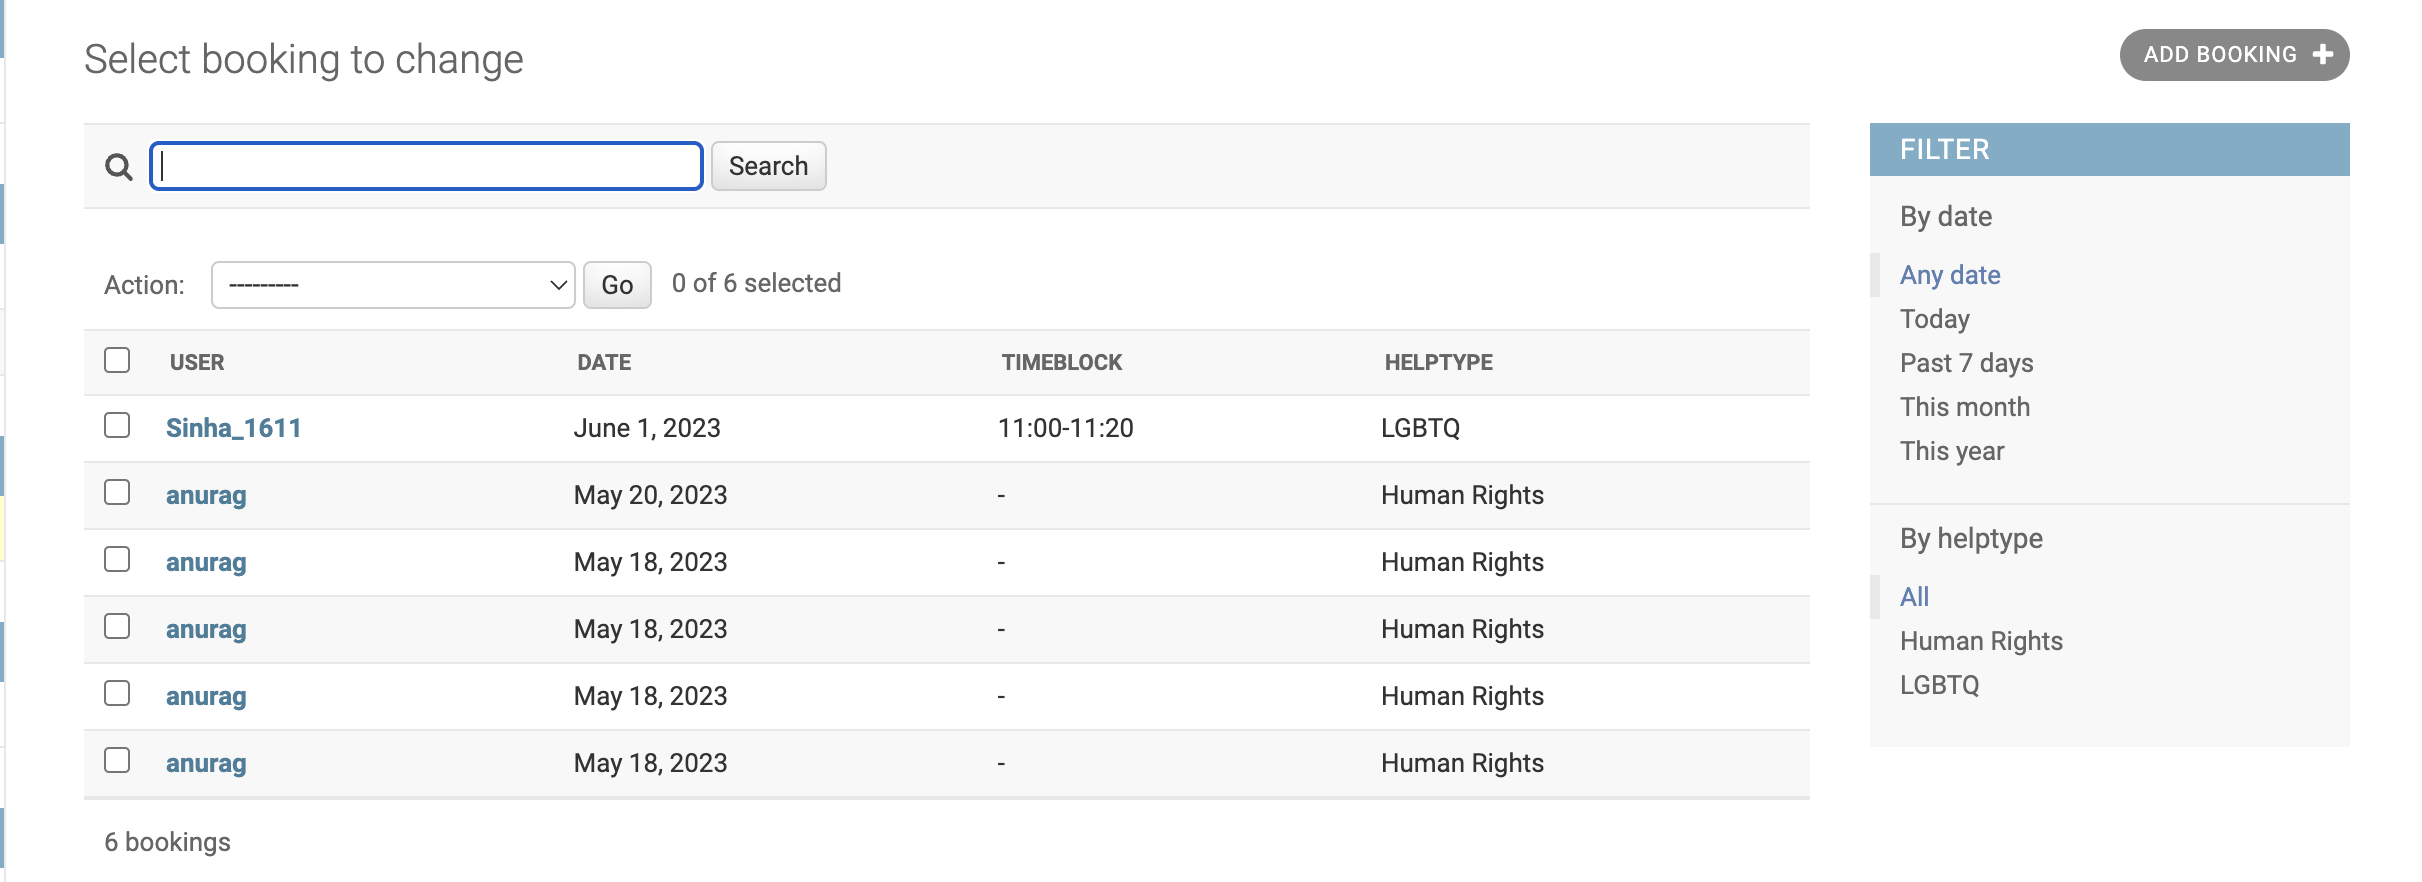 Select booking to change
ADD BOOKING +
Search
Action: --------- Go 0 of 6 selected
USER DATE TIMEBLOCK HELPTYPE
Sinha_1611 June 1, 2023 11:00-11:20 LGBTQ
anurag May 20, 2023 - Human Rights
anurag May 18, 2023 - Human Rights
anurag May 18, 2023 - Human Rights
anurag May 18, 2023 - Human Rights
anurag May 18, 2023 - Human Rights
6 bookings
FILTER
By date
Any date
Today
Past 7 days
This month
This year
By helptype
All
Human Rights
LGBTQ